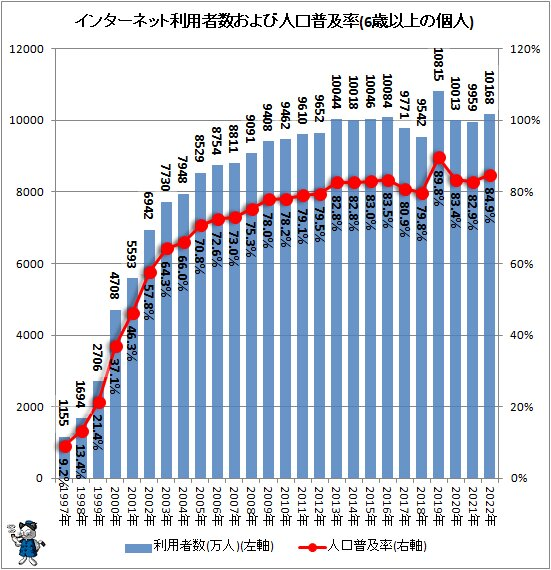 インターネット利用者数および人口普及率(6歳以上の個人)
12000
10000
8000
6000
4000
2000
0
120%
100%
80%
60%
40%
20%
0%
1155
1694
2706
4708
5593
6942
7730
7948
8529
8754
8811
9091
9408
9462
9610
9652
10044
10018
10046
10084
9771
9542
10815
10013
9959
10168
9.2%
13.4%
21.4%
37.1%
46.3%
57.8%
64.3%
66.0%
70.8%
72.6%
73.0%
75.3%
78.0%
78.2%
79.1%
79.5%
82.8%
82.8%
83.0%
83.5%
80.9%
79.8%
89.8%
83.4%
82.9%
84.9%
1997年
1998年
1999年
2000年
2001年
2002年
2003年
2004年
2005年
2006年
2007年
2008年
2009年
2010年
2011年
2012年
2013年
2014年
2015年
2016年
2017年
2018年
2019年
2020年
2021年
2022年
利用者数(万人)(左軸)
人口普及率(右軸)